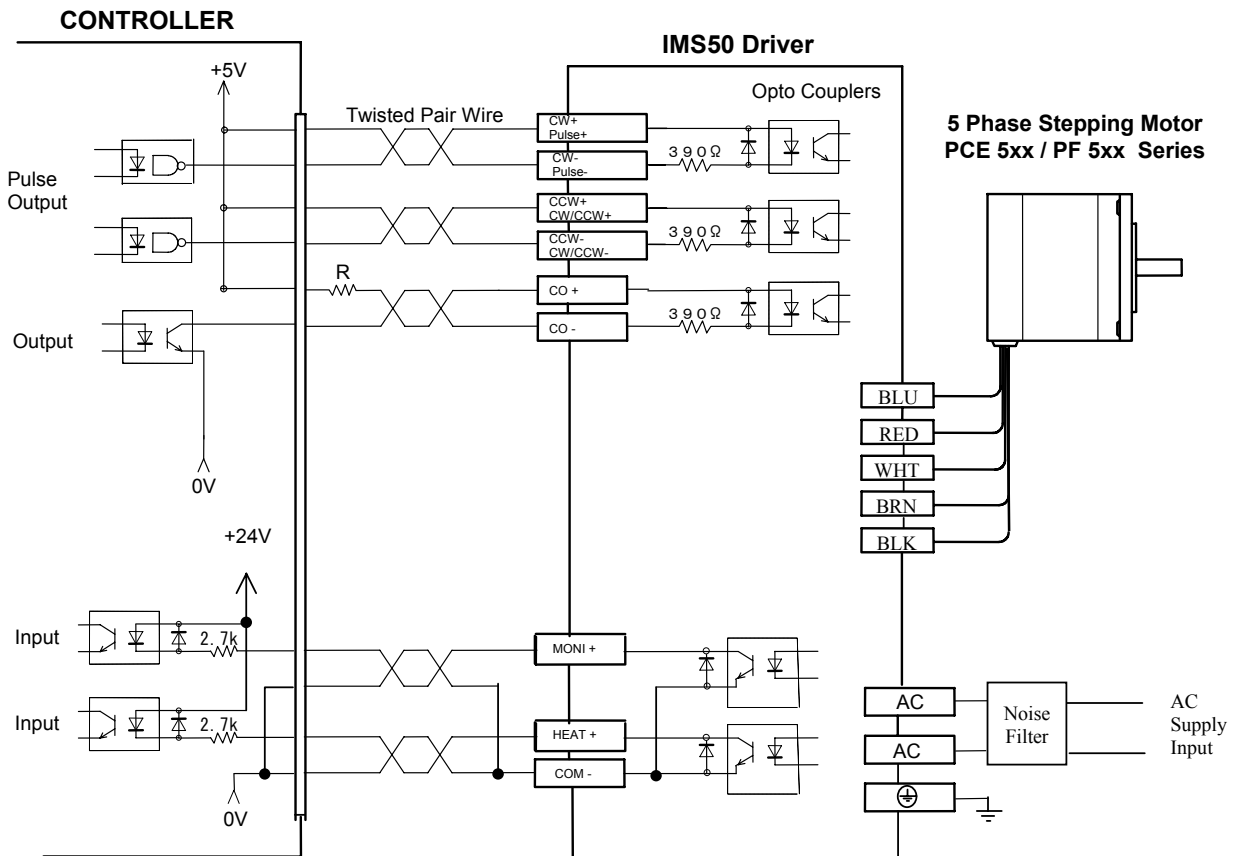 CONTROLLER
IMS50 Driver
+5V
Twisted Pair Wire
Opto Couplers
5 Phase Stepping Motor
PCE 5xx / PF 5xx Series
Pulse
Output
CW+
Pulse+
CW-
Pulse-
390Ω
CCW+
CW/CCW+
CCW-
CW/CCW-
390Ω
R
CO +
CO -
390Ω
Output
0V
BLU
RED
WHT
BRN
BLK
+24V
Input
2.7k
MONI +
Input
2.7k
HEAT +
COM -
0V
AC
AC
Noise
Filter
AC
Supply
Input